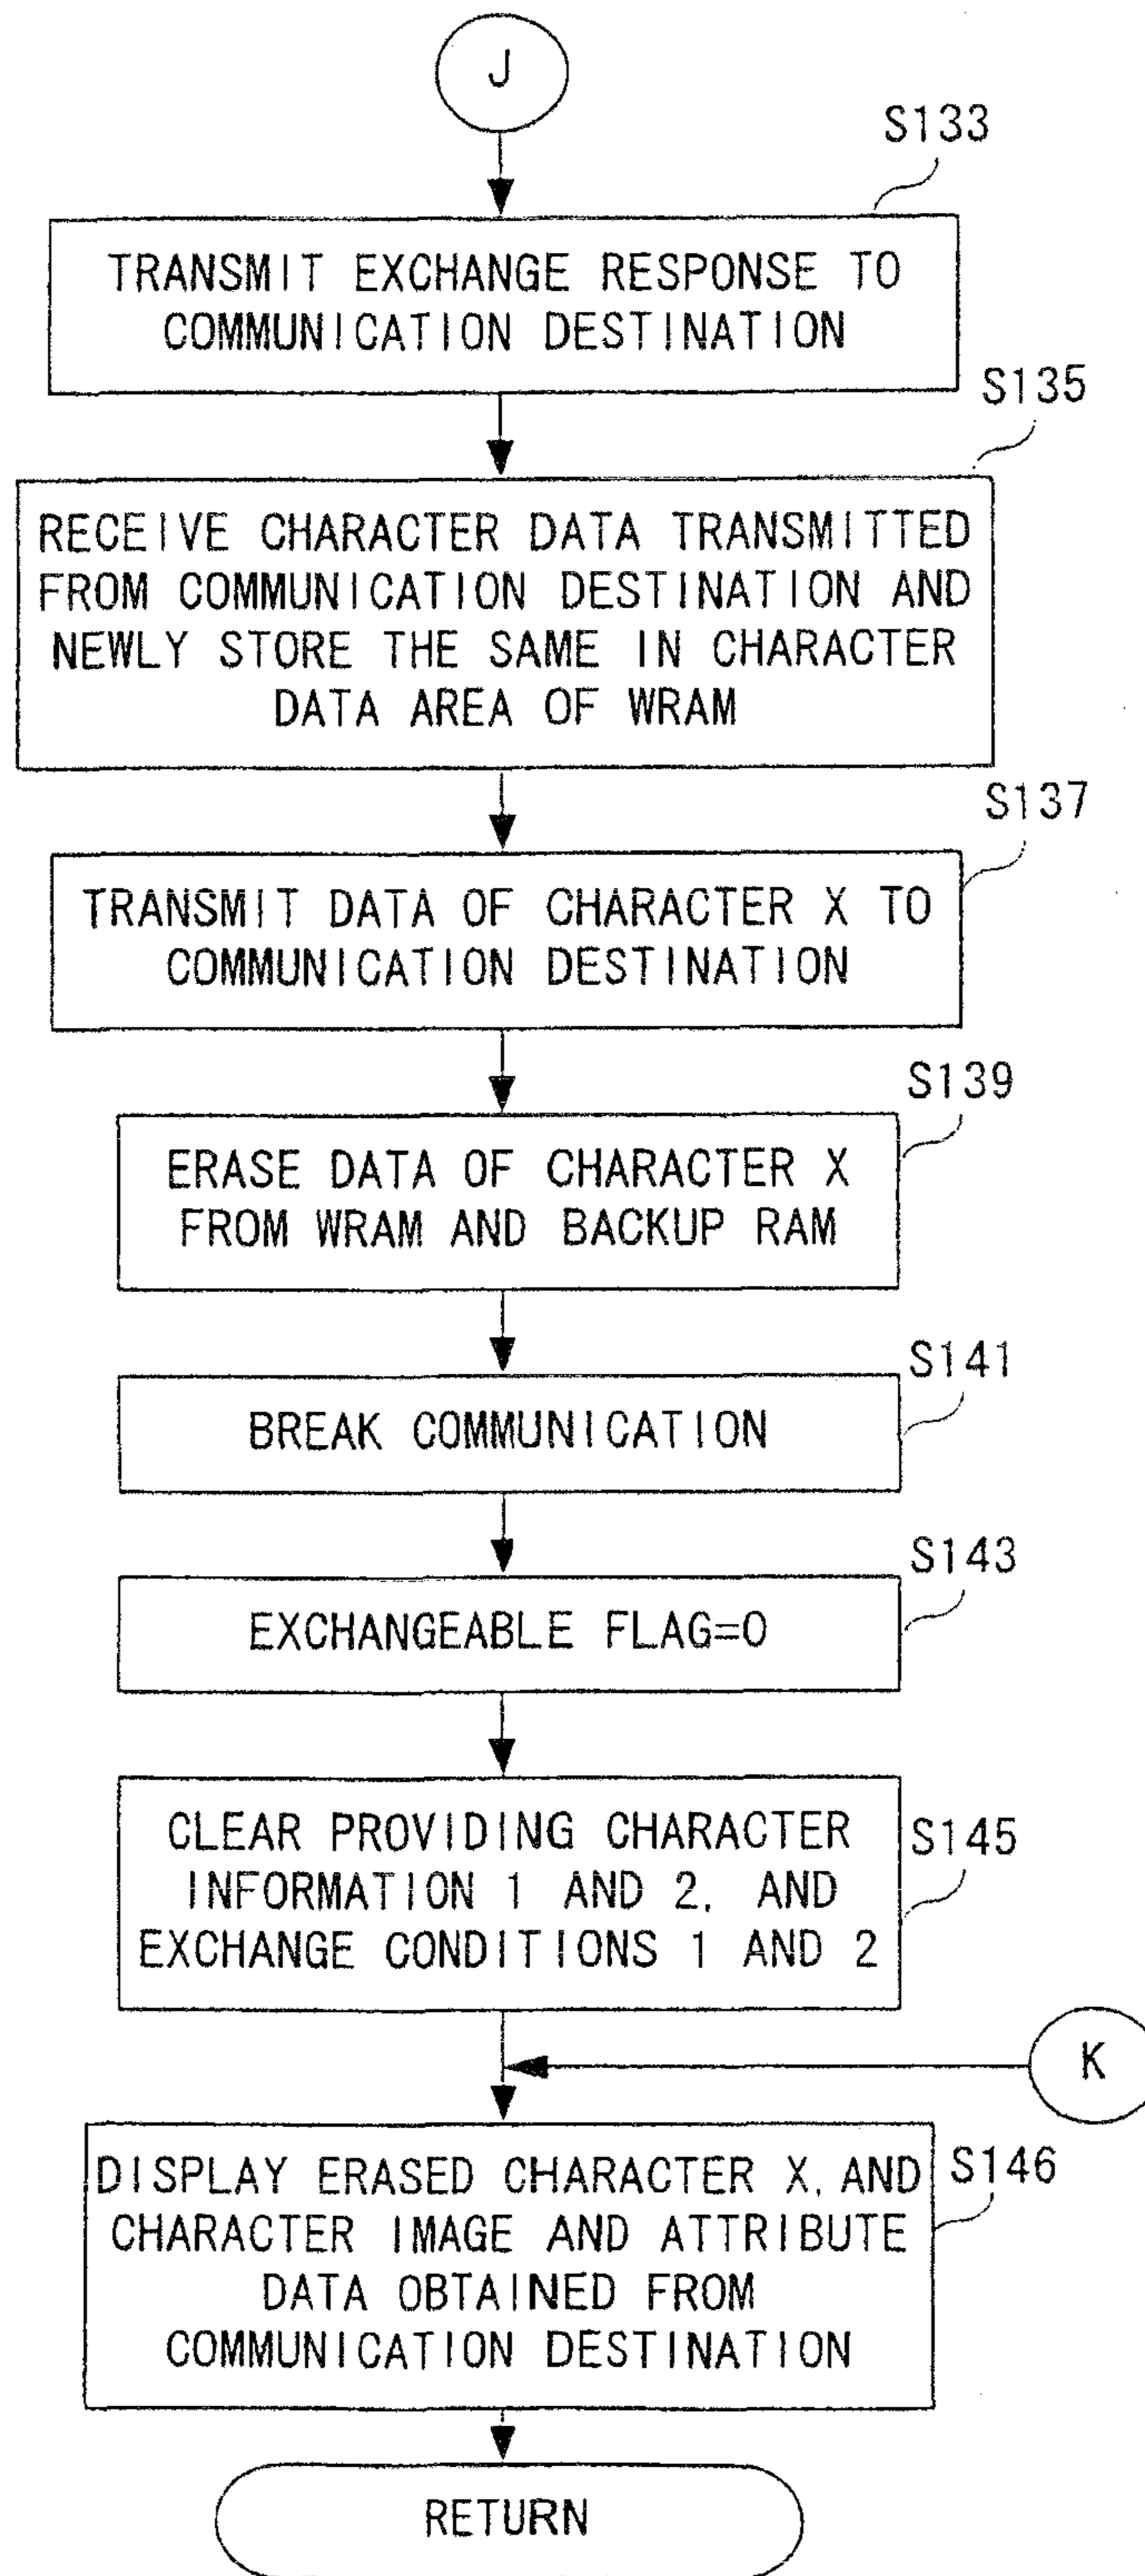 J
S133
TRANSMIT EXCHANGE RESPONSE TO
COMMUNICATION DESTINATION
S135
RECEIVE CHARACTER DATA TRANSMITTED
FROM COMMUNICATION DESTINATION AND
NEWLY STORE THE SAME IN CHARACTER
DATA AREA OF WRAM
S137
TRANSMIT DATA OF CHARACTER X TO
COMMUNICATION DESTINATION
S139
ERASE DATA OF CHARACTER X
FROM WRAM AND BACKUP RAM
S141
BREAK COMMUNICATION
S143
EXCHANGEABLE FLAG=0
S145
CLEAR PROVIDING CHARACTER
INFORMATION 1 AND 2, AND
EXCHANGE CONDITIONS 1 AND 2
K
S146
DISPLAY ERASED CHARACTER X, AND
CHARACTER IMAGE AND ATTRIBUTE
DATA OBTAINED FROM
COMMUNICATION DESTINATION
RETURN